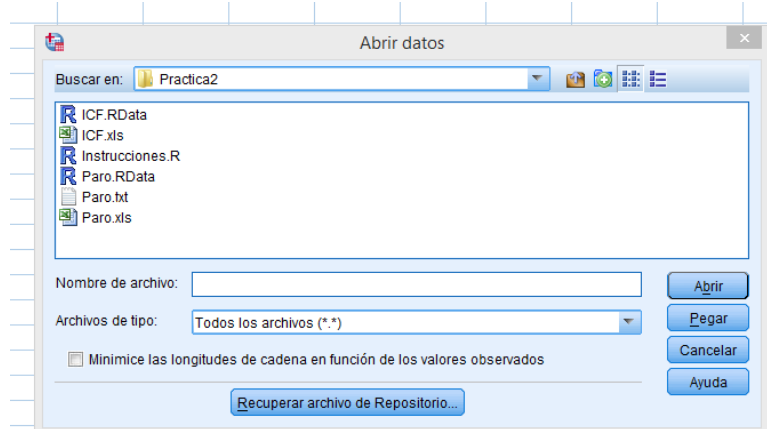 Abrir datos
Buscar en: Practica2
ICF.RData
ICF.xls
Instrucciones.R
Paro.RData
Paro.txt
Paro.xls
Nombre de archivo:
Abrir
Archivos de tipo: Todos los archivos (*.*)
Pegar
Minimice las longitudes de cadena en función de los valores observados
Cancelar
Ayuda
Recuperar archivo de Repositorio...